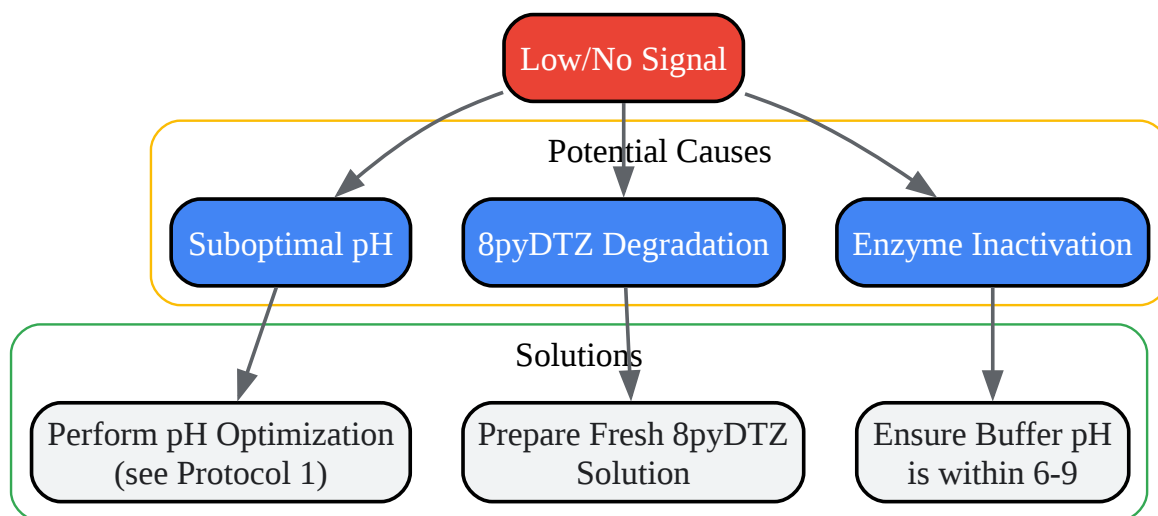 Low/No Signal
Potential Causes
Suboptimal pH
8pyDTZ Degradation
Enzyme Inactivation
Solutions
Perform pH Optimization
(see Protocol 1)
Prepare Fresh 8pyDTZ
Solution
Ensure Buffer pH
is within 6-9